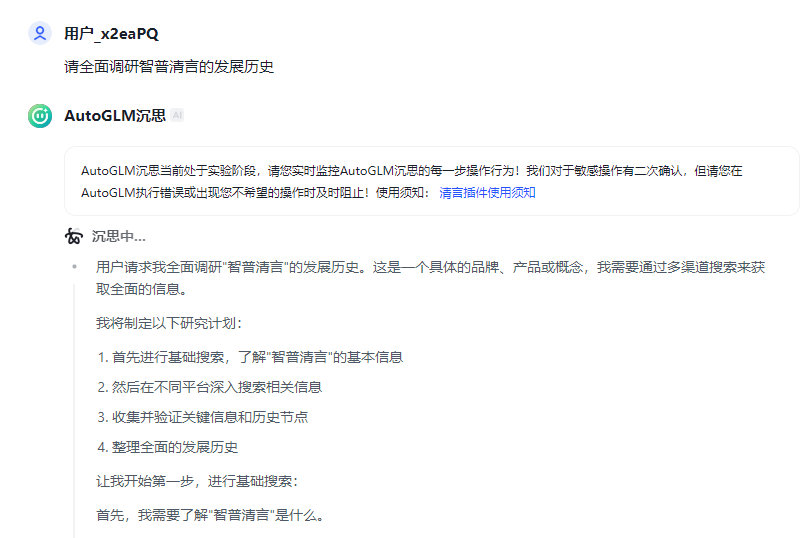 用户_x2eaPQ
请全面调研智普清言的发展历史
AutoGLM沉思 AI
AutoGLM沉思当前处于实验阶段，请您实时监控AutoGLM沉思的每一步操作行为！我们对于敏感操作有二次确认，但请您在
AutoGLM执行错误或出现您不希望的操作时及时阻止！使用须知： 清言插件使用须知
沉思中...
用户请求我全面调研"智普清言"的发展历史。这是一个具体的品牌、产品或概念，我需要通过多渠道搜索来获
取全面的信息。
我将制定以下研究计划：
1. 首先进行基础搜索，了解"智普清言"的基本信息
2. 然后在不同平台深入搜索相关信息
3. 收集并验证关键信息和历史节点
4. 整理全面的发展历史
让我开始第一步，进行基础搜索：
首先，我需要了解"智普清言"是什么。